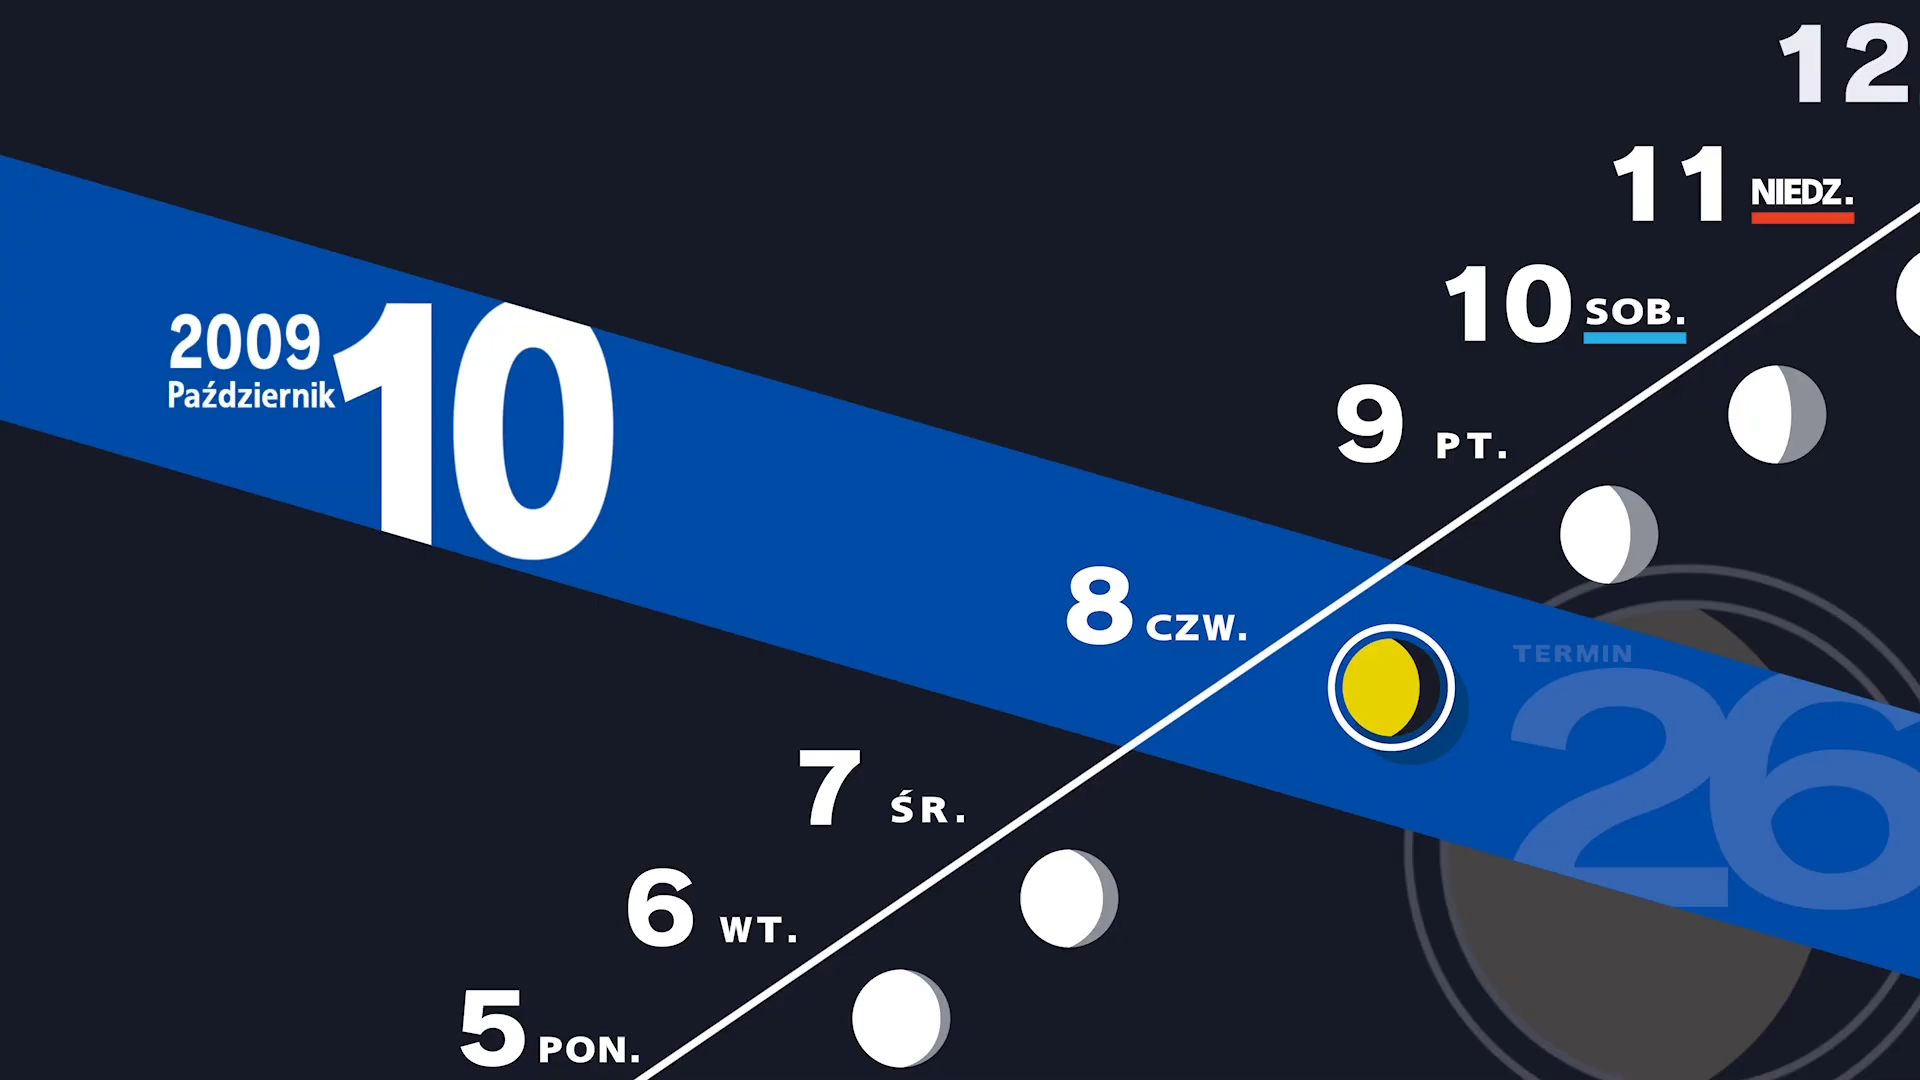 12
11 NIEDZ.
10 SOB.
2009
Październik
10
9 PT.
8 CZW.
TERMIN
26
7 ŚR.
6 WT.
5 PON.